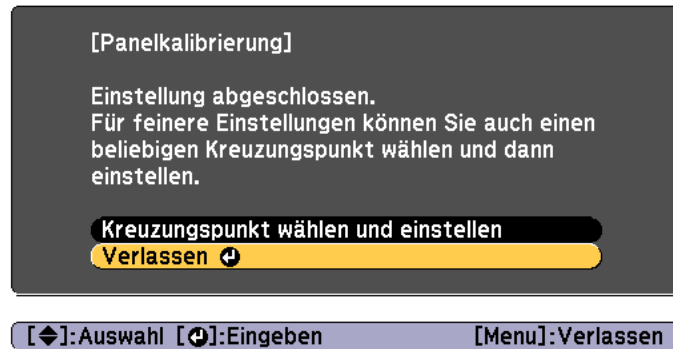 [Panelkalibrierung]
Einstellung abgeschlossen.
Für feinere Einstellungen können Sie auch einen
beliebigen Kreuzungspunkt wählen und dann
einstellen.
Kreuzungspunkt wählen und einstellen
Verlassen
[◆]:Auswahl [⏎]:Eingeben [Menu]:Verlassen